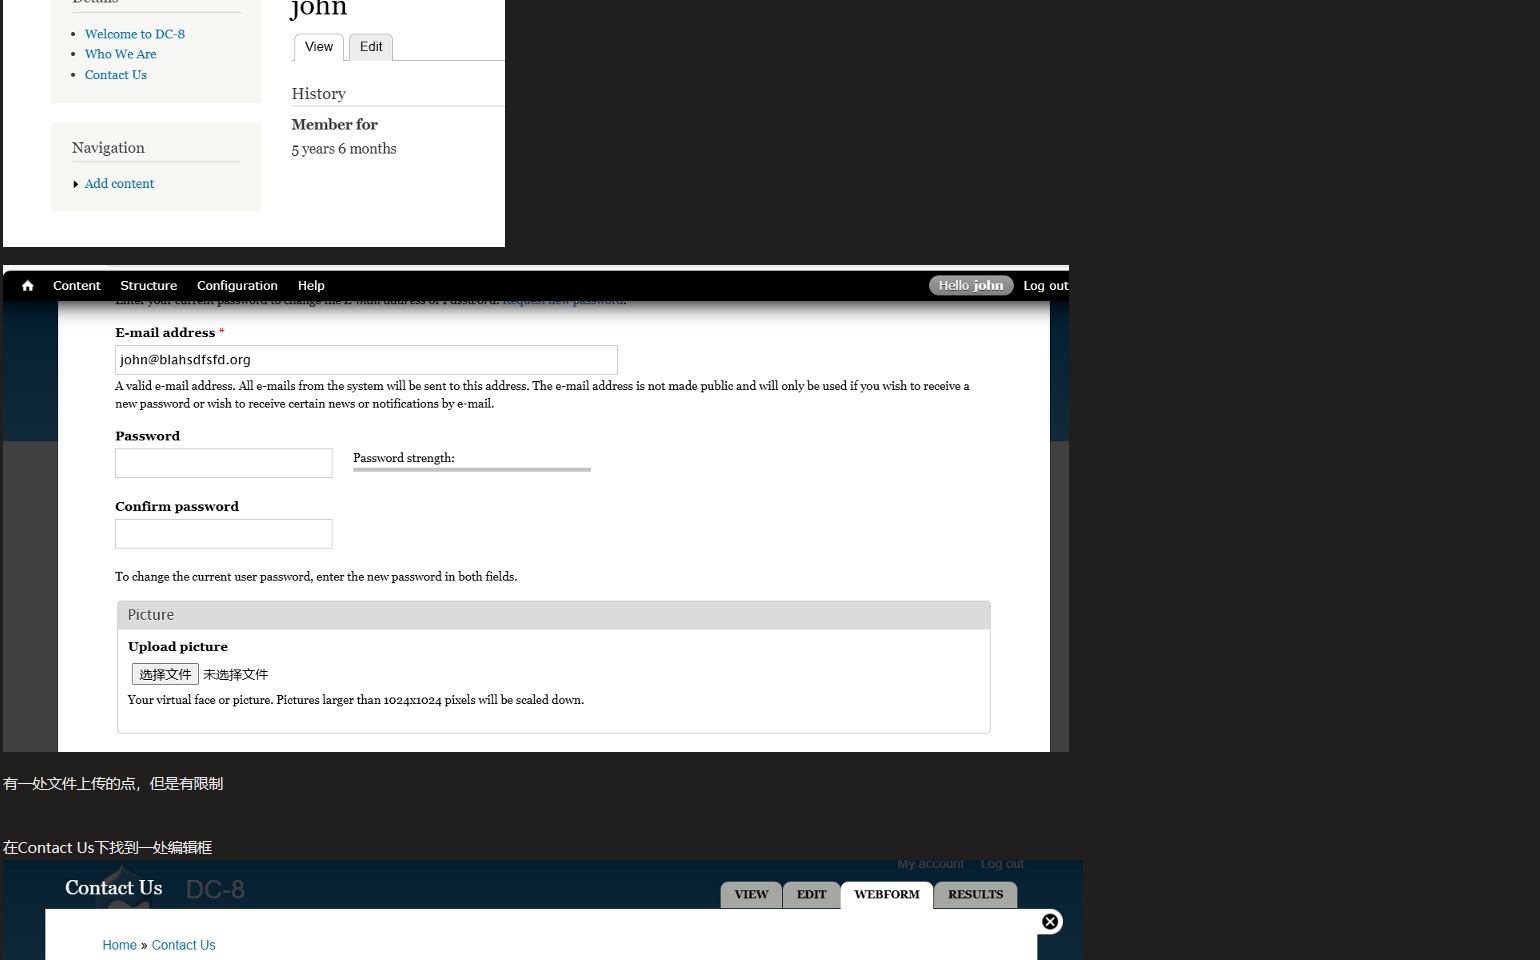 Details
john
View Edit
Welcome to DC-8
Who We Are
Contact Us
History
Member for
5 years 6 months
Navigation
Add content
Content Structure Configuration Help Hello john Log out
Enter your current password to change the E-mail address or Password. Request new password.
E-mail address *
john@blahsdfsfd.org
A valid e-mail address. All e-mails from the system will be sent to this address. The e-mail address is not made public and will only be used if you wish to receive a
new password or wish to receive certain news or notifications by e-mail.
Password
Password strength:
Confirm password
To change the current user password, enter the new password in both fields.
Picture
Upload picture
选择文件 未选择文件
Your virtual face or picture. Pictures larger than 1024x1024 pixels will be scaled down.
有一处文件上传的点，但是有限制
在Contact Us下找到一处编辑框
My account Log out
Contact Us DC-8
VIEW EDIT WEBFORM RESULTS
Home » Contact Us